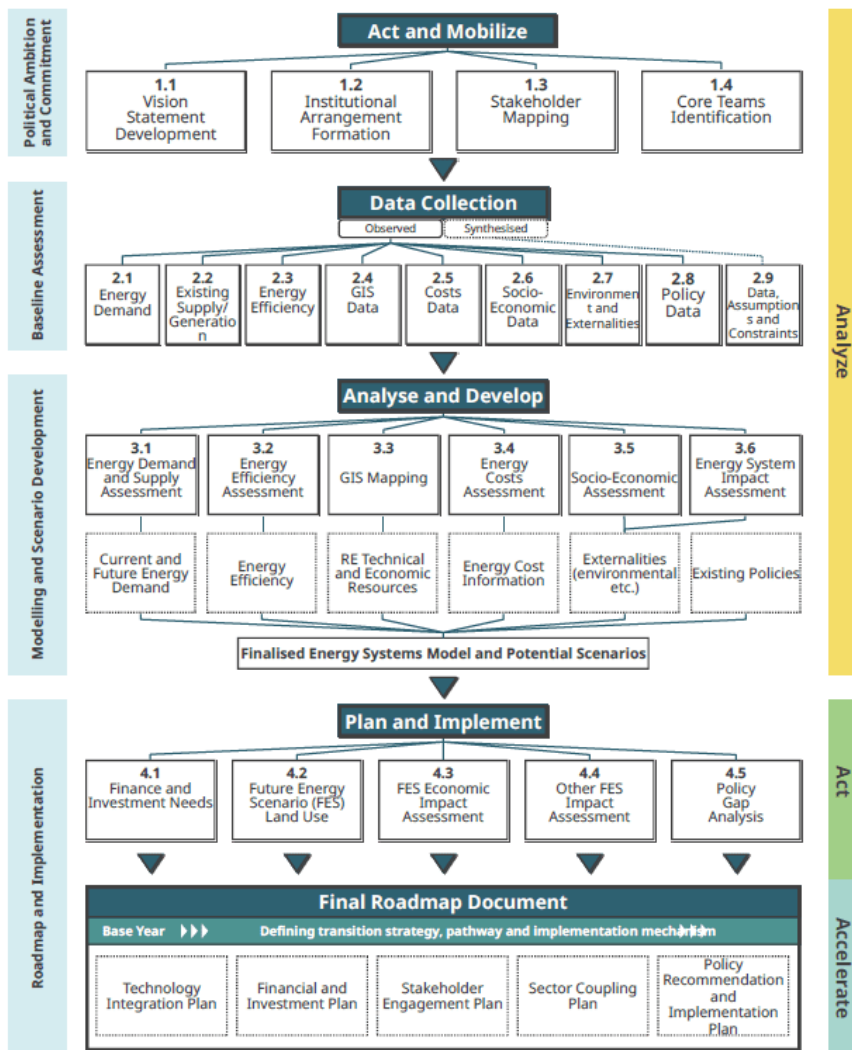 Political Ambition
and Commitment
Act and Mobilize
1.1
Vision
Statement
Development
1.2
Institutional
Arrangement
Formation
1.3
Stakeholder
Mapping
1.4
Core Teams
Identification
Baseline Assessment
Data Collection
Observed
Synthesised
2.1
Energy
Demand
2.2
Existing
Supply/
Generatio
n
2.3
Energy
Efficiency
2.4
GIS
Data
2.5
Costs
Data
2.6
Socio-
Economic
Data
2.7
Environmen
t and
Externalities
2.8
Policy
Data
2.9
Data,
Assumption
s and
Constraints
Analyze
Modelling and Scenario Development
Analyse and Develop
3.1
Energy Demand
and Supply
Assessment
3.2
Energy
Efficiency
Assessment
3.3
GIS Mapping
3.4
Energy
Costs
Assessment
3.5
Socio-Economic
Assessment
3.6
Energy System
Impact
Assessment
Current and
Future Energy
Demand
Energy
Efficiency
RE Technical
and Economic
Resources
Energy Cost
Information
Externalities
(environmental
etc.)
Existing Policies
Finalised Energy Systems Model and Potential Scenarios
Roadmap and Implementation
Plan and Implement
4.1
Finance and
Investment Needs
4.2
Future Energy
Scenario (FES)
Land Use
4.3
FES Economic
Impact
Assessment
4.4
Other FES
Impact
Assessment
4.5
Policy
Gap
Analysis
Act
Final Roadmap Document
Base Year
Defining transition strategy, pathway and implementation mechanism
Technology
Integration Plan
Financial and
Investment Plan
Stakeholder
Engagement Plan
Sector Coupling
Plan
Policy
Recommendation
and
Implementation
Plan
Accelerate